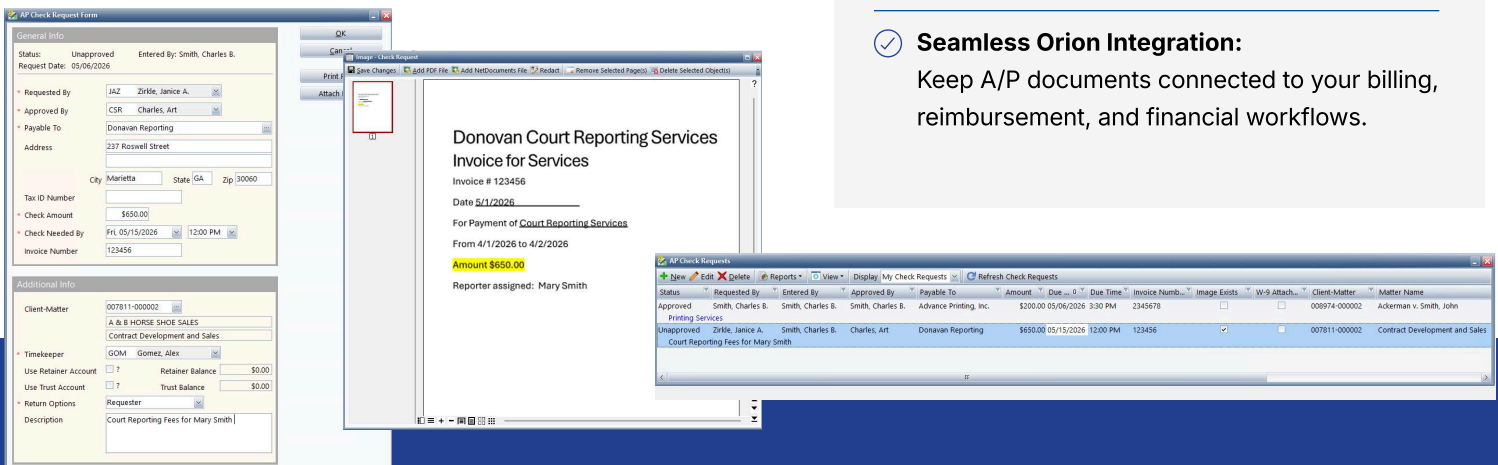 AP Check Request Form
General Info
Status: Unapproved Entered By: Smith, Charles B.
Request Date: 05/06/2026
* Requested By JAZ Zirkle, Janice A.
* Approved By CSR Charles, Art
* Payable To Donavan Reporting
Address 237 Roswell Street
City Marietta State GA Zip 30060
Tax ID Number
* Check Amount $650.00
* Check Needed By Fri, 05/15/2026 12:00 PM
Invoice Number 123456
Additional Info
Client-Matter 007811-000002
A & B HORSE SHOE SALES
Contract Development and Sales
* Timekeeper GOM Gomez, Alex
Use Retainer Account ? Retainer Balance $0.00
Use Trust Account ? Trust Balance $0.00
* Return Options Requester
Description Court Reporting Fees for Mary Smith
OK
Print
Attach
Image - Check Request
Save Changes Add PDF File Add NetDocuments File Redact Remove Selected Page(s) Delete Selected Object(s)
?
1
Donovan Court Reporting Services
Invoice for Services
Invoice # 123456
Date 5/1/2026
For Payment of Court Reporting Services
From 4/1/2026 to 4/2/2026
Amount $650.00
Reporter assigned: Mary Smith
Seamless Orion Integration:
Keep A/P documents connected to your billing,
reimbursement, and financial workflows.
AP Check Requests
New Edit Delete Reports View Display My Check Requests Refresh Check Requests
Status Requested By Entered By Approved By Payable To Amount Due ... 0 Due Time Invoice Numb... Image Exists W-9 Attach... Client-Matter Matter Name
Approved Smith, Charles B. Smith, Charles B. Smith, Charles B. Advance Printing, Inc. $200.00 05/06/2026 3:30 PM 2345678 008974-000002 Ackerman v. Smith, John
Printing Services
Unapproved Zirkle, Janice A. Smith, Charles B. Charles, Art Donavan Reporting $650.00 05/15/2026 12:00 PM 123456 007811-000002 Contract Development and Sales
Court Reporting Fees for Mary Smith